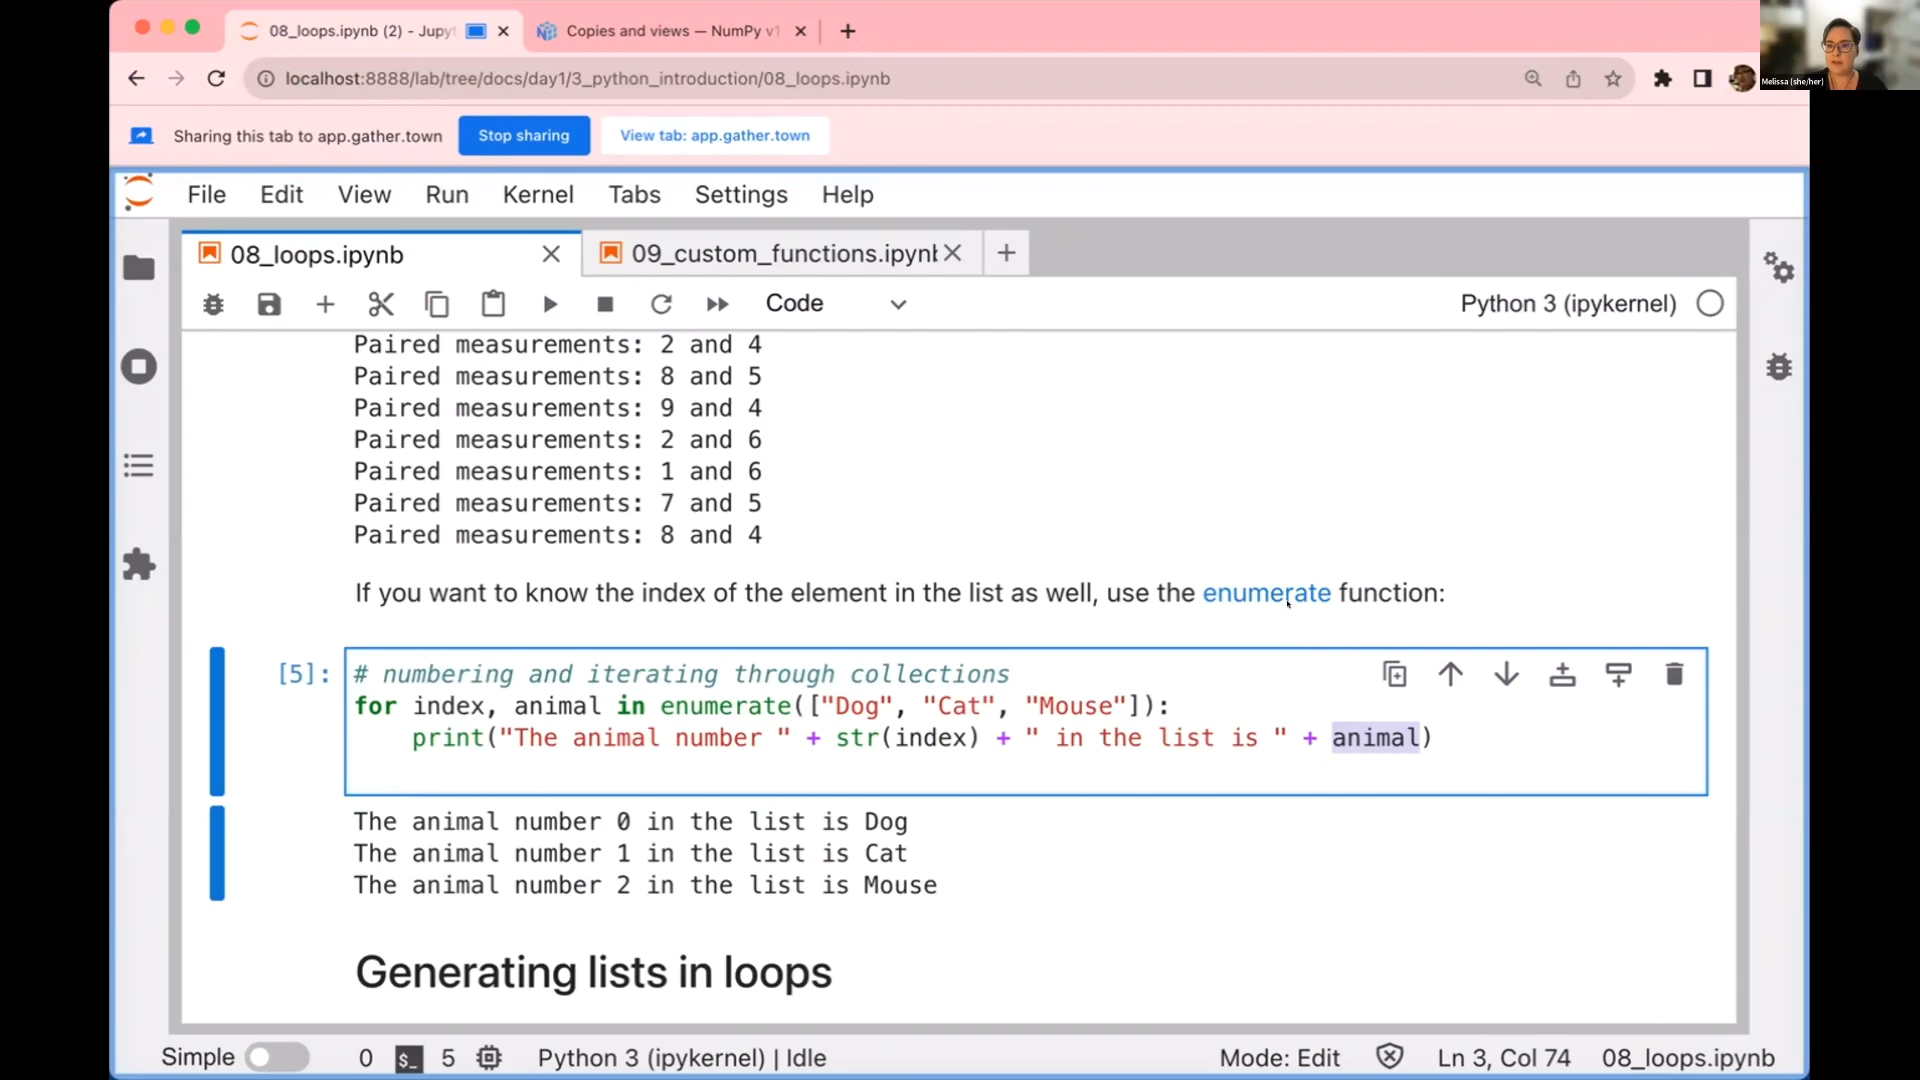 08_loops.ipynb (2) - Jupyt
Copies and views — NumPy v1
localhost:8888/lab/tree/docs/day1/3_python_introduction/08_loops.ipynb
Melissa (she/her)
Sharing this tab to app.gather.town
Stop sharing
View tab: app.gather.town
File Edit View Run Kernel Tabs Settings Help
08_loops.ipynb
09_custom_functions.ipynb
Code
Python 3 (ipykernel)
Paired measurements: 2 and 4
Paired measurements: 8 and 5
Paired measurements: 9 and 4
Paired measurements: 2 and 6
Paired measurements: 1 and 6
Paired measurements: 7 and 5
Paired measurements: 8 and 4
If you want to know the index of the element in the list as well, use the enumerate function:
[5]: # numbering and iterating through collections
for index, animal in enumerate(["Dog", "Cat", "Mouse"]):
print("The animal number " + str(index) + " in the list is " + animal)
The animal number 0 in the list is Dog
The animal number 1 in the list is Cat
The animal number 2 in the list is Mouse
Generating lists in loops
Simple 0 $_ 5 Python 3 (ipykernel) | Idle Mode: Edit Ln 3, Col 74 08_loops.ipynb